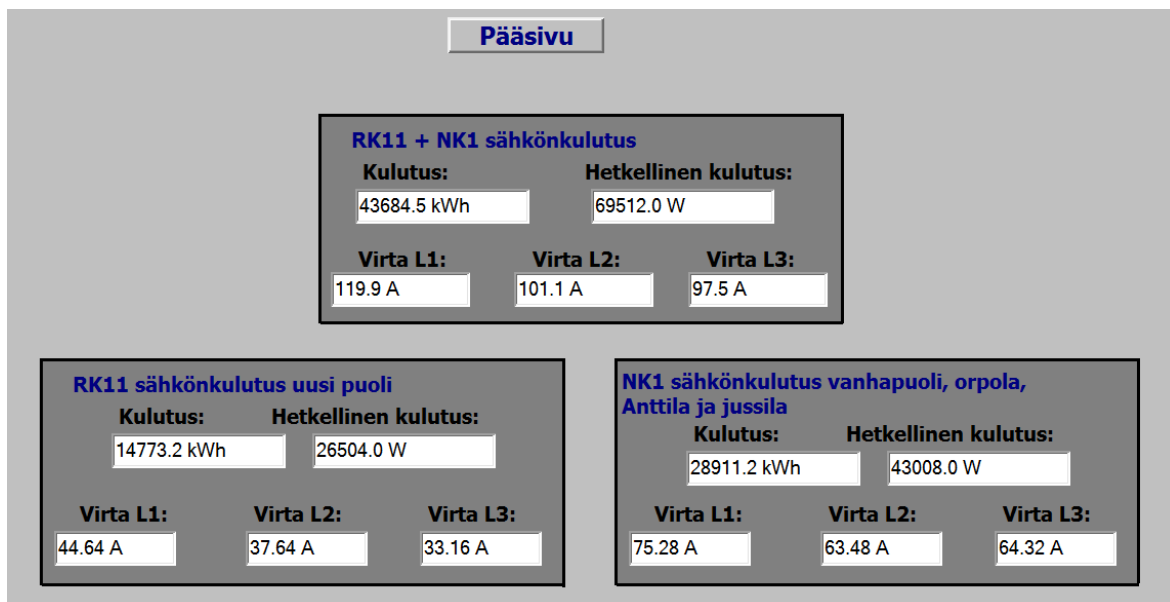 Pääsivu
RK11 + NK1 sähkönkulutus
Kulutus: Hetkellinen kulutus:
43684.5 kWh 69512.0 W
Virta L1: Virta L2: Virta L3:
119.9 A 101.1 A 97.5 A
RK11 sähkönkulutus uusi puoli
Kulutus: Hetkellinen kulutus:
14773.2 kWh 26504.0 W
Virta L1: Virta L2: Virta L3:
44.64 A 37.64 A 33.16 A
NK1 sähkönkulutus vanhapuoli, orpola,
Anttila ja jussila
Kulutus: Hetkellinen kulutus:
28911.2 kWh 43008.0 W
Virta L1: Virta L2: Virta L3:
75.28 A 63.48 A 64.32 A